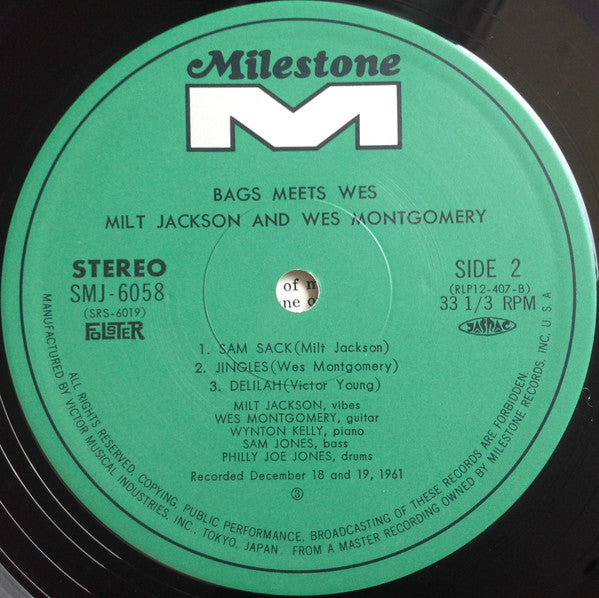 Milestone
M
BAGS MEETS WES
MILT JACKSON AND WES MONTGOMERY
STEREO
SMJ-6058
(SRS-6019)
FOLSTER
SIDE 2
(RLP12-407-B)
33 1/3 RPM
JASRAC
of m
ne o
1. SAM SACK (Milt Jackson)
2. JINGLES (Wes Montgomery)
3. DELILAH (Victor Young)
MILT JACKSON, vibes
WES MONTGOMERY, guitar
WYNTON KELLY, piano
SAM JONES, bass
PHILLY JOE JONES, drums
Recorded December 18 and 19, 1961
③
ALL RIGHTS RESERVED. COPYING, PUBLIC PERFORMANCE, BROADCASTING OF THESE RECORDS ARE FORBIDDEN.
MANUFACTURED BY VICTOR MUSICAL INDUSTRIES, INC., TOKYO, JAPAN. FROM A MASTER RECORDING OWNED BY MILESTONE RECORDS, INC. U.S.A